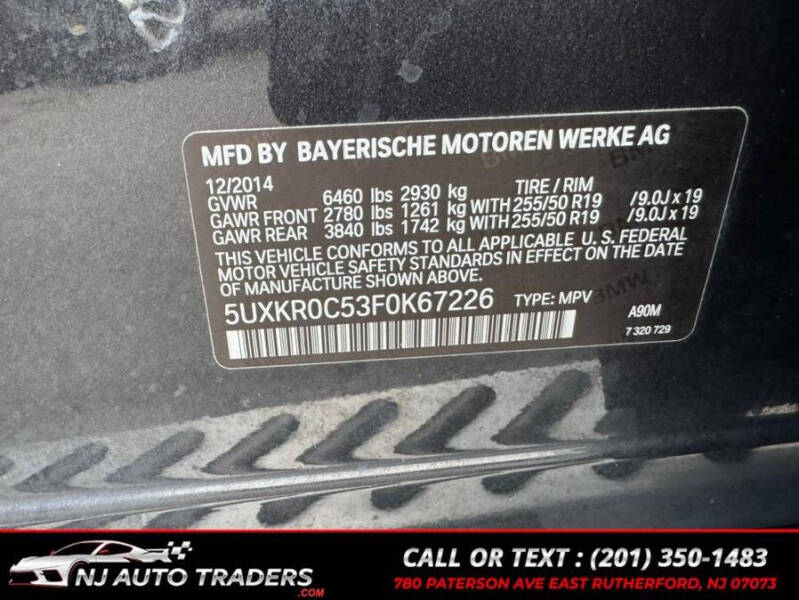 MFD BY BAYERISCHE MOTOREN WERKE AG
12/2014
GVWR 6460 lbs 2930 kg TIRE / RIM
GAWR FRONT 2780 lbs 1261 kg WITH 255/50 R19 /9.0J x 19
GAWR REAR 3840 lbs 1742 kg WITH 255/50 R19 /9.0J x 19
THIS VEHICLE CONFORMS TO ALL APPLICABLE U. S. FEDERAL
MOTOR VEHICLE SAFETY STANDARDS IN EFFECT ON THE DATE
OF MANUFACTURE SHOWN ABOVE.
5UXKR0C53F0K67226 TYPE: MPV A90M
7 320 729
NJ AUTO TRADERS
.COM
CALL OR TEXT : (201) 350-1483
780 PATERSON AVE EAST RUTHERFORD, NJ 07073